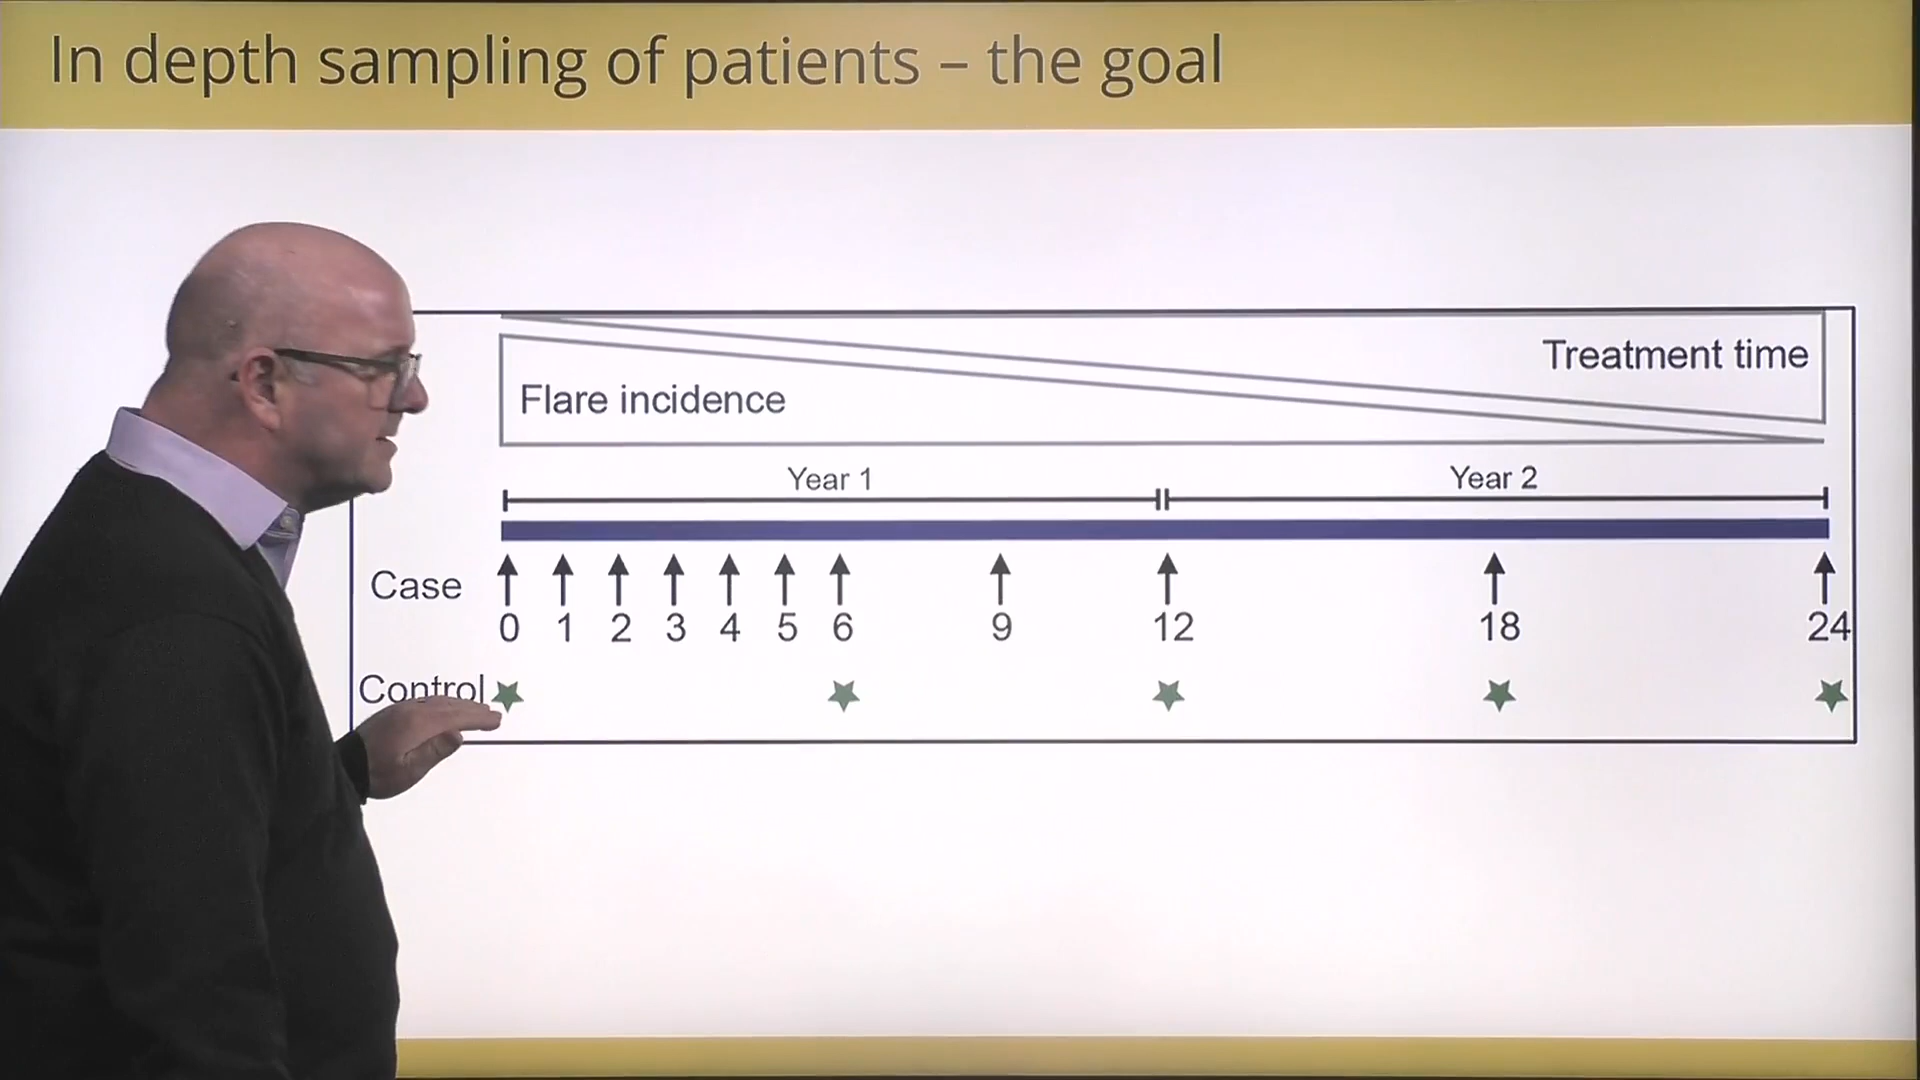 In depth sampling of patients – the goal
Treatment time
Flare incidence
Year 1
Year 2
Case
0 1 2 3 4 5 6 9 12 18 24
Control